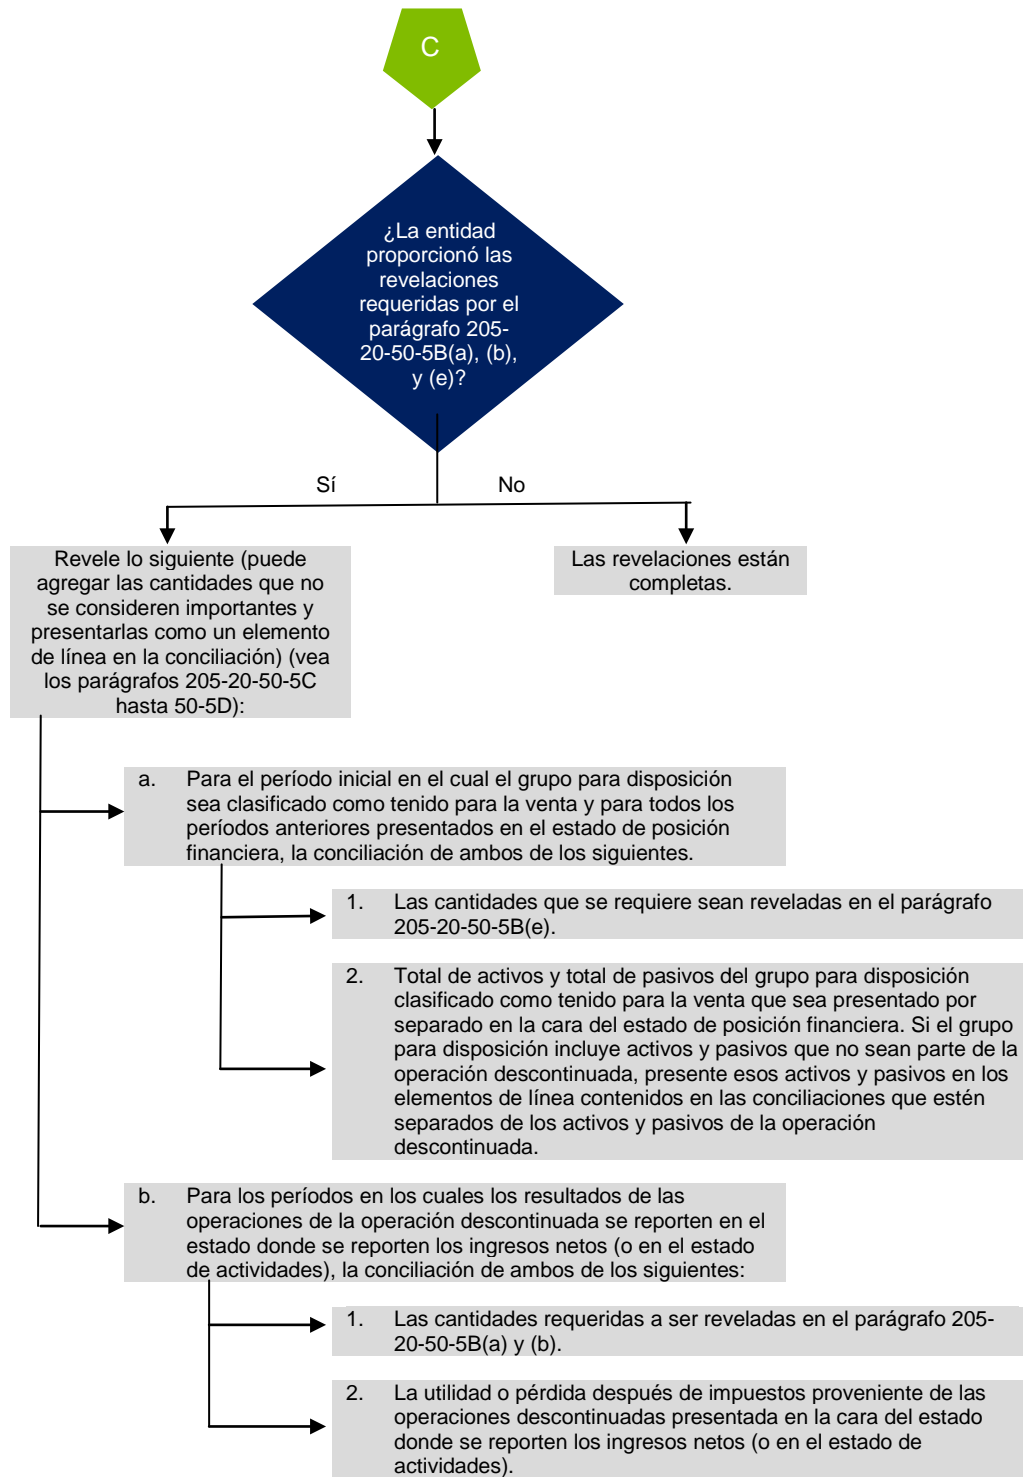 C
¿La entidad
proporcionó las
revelaciones
requeridas por el
parágrafo 205-
20-50-5B(a), (b),
y (e)?
Sí
No
Revele lo siguiente (puede
agregar las cantidades que no
se consideren importantes y
presentarlas como un elemento
de línea en la conciliación) (vea
los parágrafos 205-20-50-5C
hasta 50-5D):
Las revelaciones están
completas.
a. Para el período inicial en el cual el grupo para disposición
sea clasificado como tenido para la venta y para todos los
períodos anteriores presentados en el estado de posición
financiera, la conciliación de ambos de los siguientes.
1. Las cantidades que se requiere sean reveladas en el parágrafo
205-20-50-5B(e).
2. Total de activos y total de pasivos del grupo para disposición
clasificado como tenido para la venta que sea presentado por
separado en la cara del estado de posición financiera. Si el grupo
para disposición incluye activos y pasivos que no sean parte de la
operación descontinuada, presente esos activos y pasivos en los
elementos de línea contenidos en las conciliaciones que estén
separados de los activos y pasivos de la operación
descontinuada.
b. Para los períodos en los cuales los resultados de las
operaciones de la operación descontinuada se reporten en el
estado donde se reporten los ingresos netos (o en el estado
de actividades), la conciliación de ambos de los siguientes:
1. Las cantidades requeridas a ser reveladas en el parágrafo 205-
20-50-5B(a) y (b).
2. La utilidad o pérdida después de impuestos proveniente de las
operaciones descontinuadas presentada en la cara del estado
donde se reporten los ingresos netos (o en el estado de
actividades).